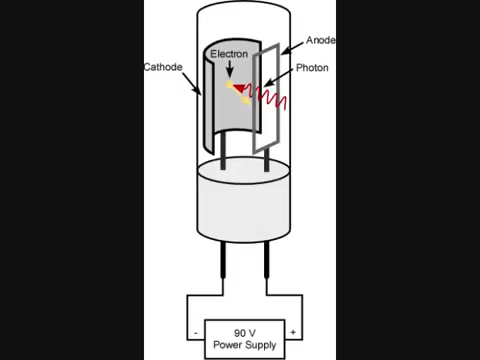 Anode
Electron
Cathode
Photon
- 90 V +
Power Supply